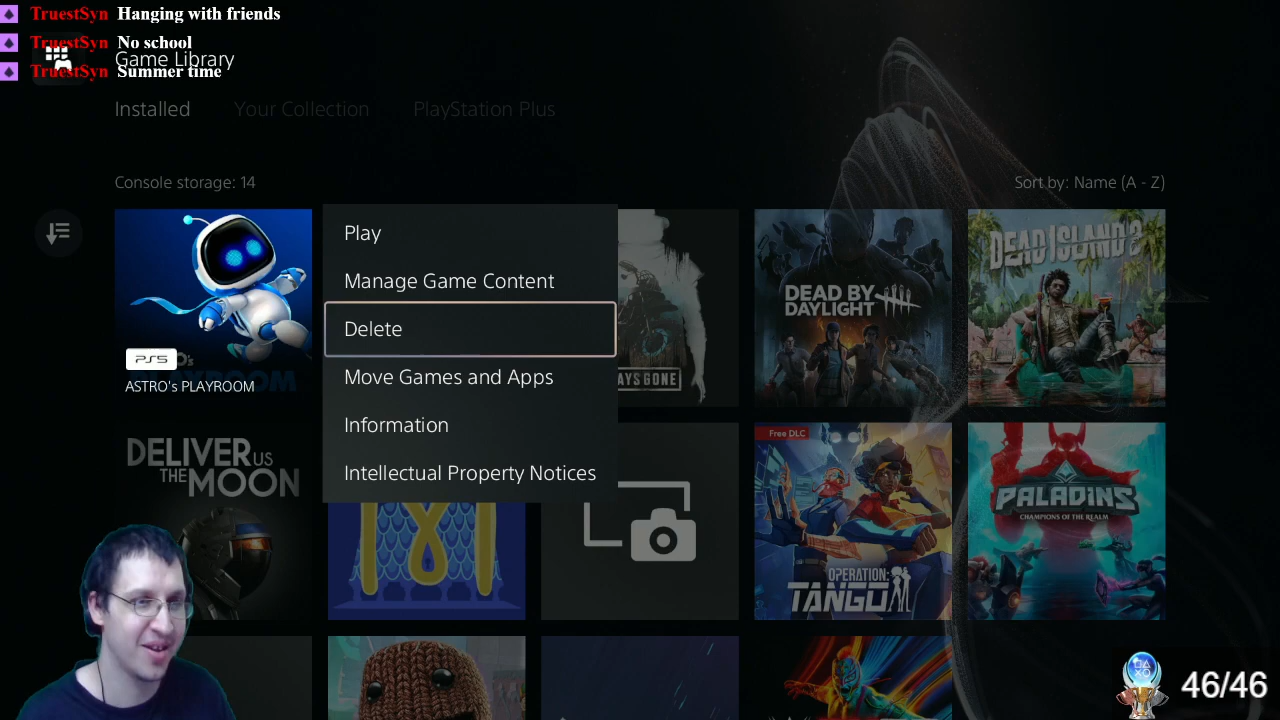 TruestSyn Hanging with friends
TruestSyn No school
Game Library
TruestSyn Summer time
Installed Your Collection PlayStation Plus
Console storage: 14 Sort by: Name (A - Z)
Play
Manage Game Content
Delete
Move Games and Apps
Information
Intellectual Property Notices
PS5
ASTRO's PLAYROOM
AYS GONE
DEAD BY
DAYLIGHT
DEAD ISLAND 2
DELIVER US
THE MOON
Free DLC
OPERATION:
TANGO
PALADINS
CHAMPIONS OF THE REALM
46/46